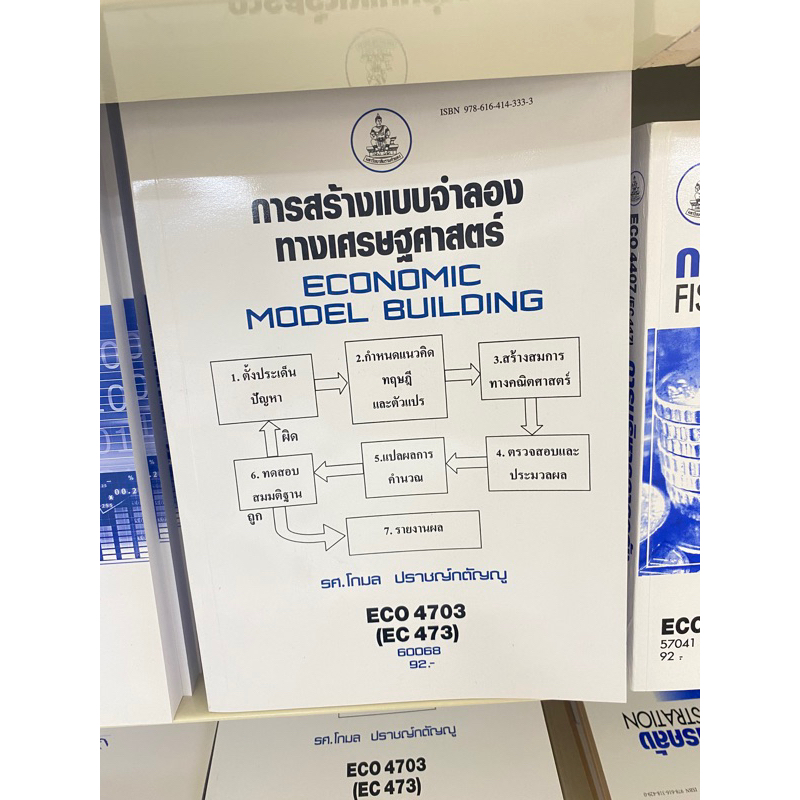 ISBN 978-616-414-333-3
การสร้างแบบจำลอง
ทางเศรษฐศาสตร์
ECONOMIC
MODEL BUILDING
1. ตั้งประเด็น
ปัญหา
2.กำหนดแนวคิด
ทฤษฎี
และตัวแปร
3.สร้างสมการ
ทางคณิตศาสตร์
4. ตรวจสอบและ
ประมวลผล
5.แปลผลการ
คำนวณ
6. ทดสอบ
สมมติฐาน
ผิด
ถูก
7. รายงานผล
รศ.โกมล ปราชญ์กตัญญู
ECO 4703
(EC 473)
60068
92.-
รศ.โกมล ปราชญ์กตัญญู
ECO 4703
(EC 473)
ECO 4407
FIS
ECO
57041
92.-